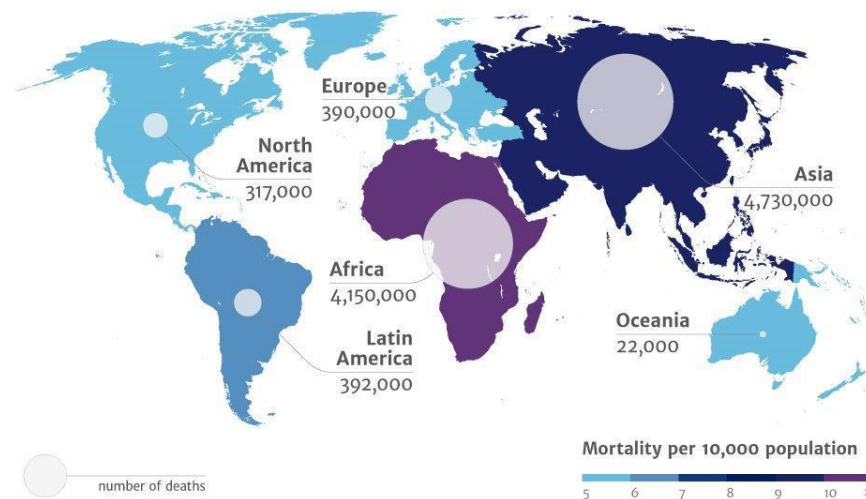 Europe
390,000
North
America
317,000
Asia
4,730,000
Africa
4,150,000
Oceania
22,000
Latin
America
392,000
Mortality per 10,000 population
number of deaths
5 6 7 8 9 10